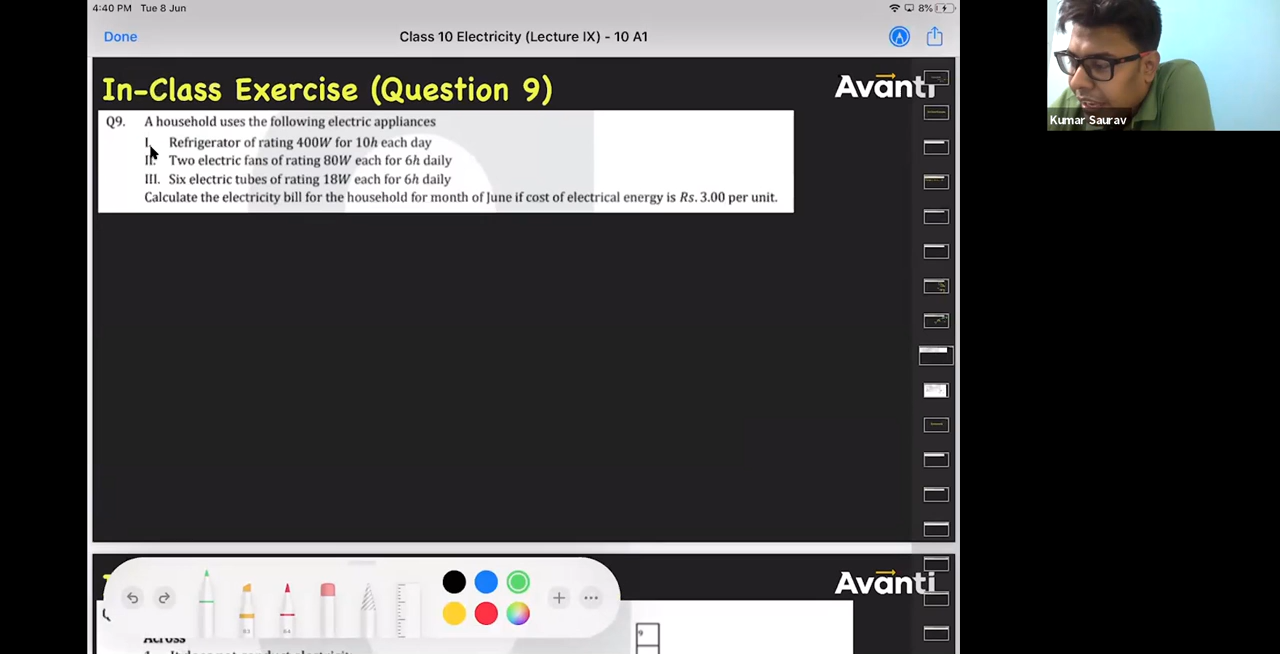 4:40 PM Tue 8 Jun
8%
Done
Class 10 Electricity (Lecture IX) - 10 A1
In-Class Exercise (Question 9)
Avanti
Q9. A household uses the following electric appliances
I. Refrigerator of rating 400W for 10h each day
II. Two electric fans of rating 80W each for 6h daily
III. Six electric tubes of rating 18W each for 6h daily
Calculate the electricity bill for the household for month of June if cost of electrical energy is Rs. 3.00 per unit.
Kumar Saurav
Avanti
Across
9